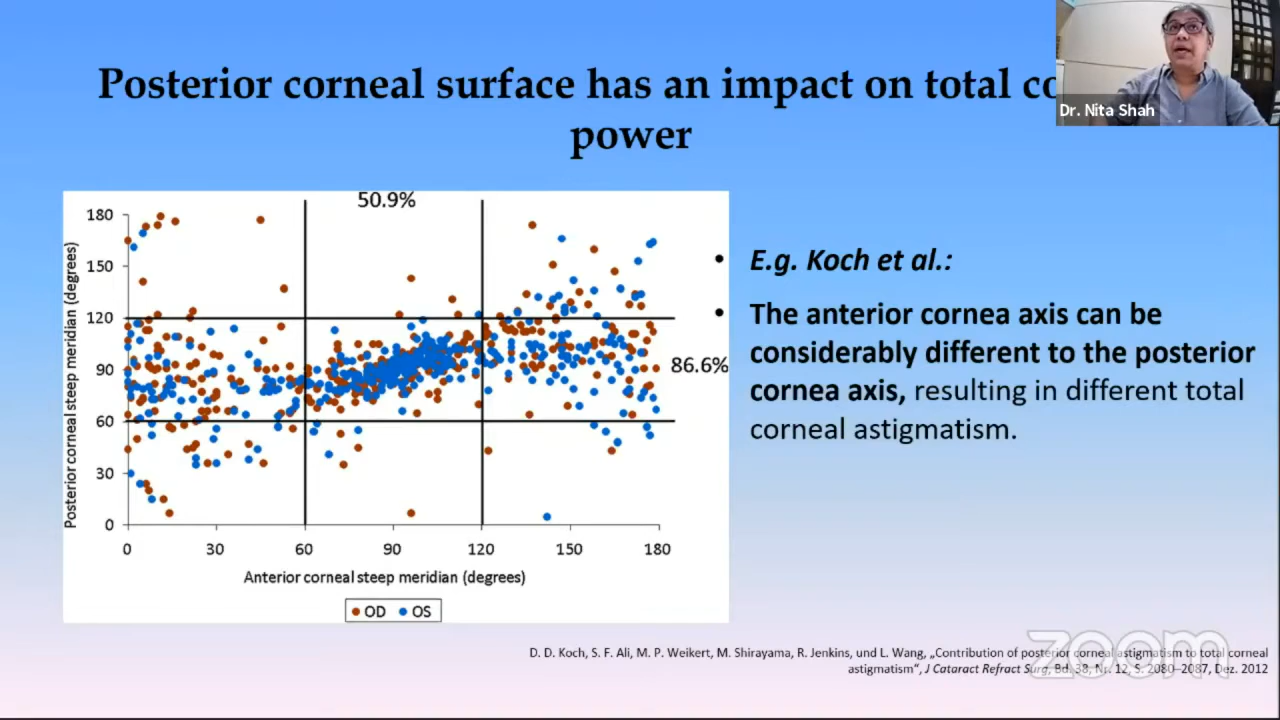 Posterior corneal surface has an impact on total
power
Dr. Nita Shah
50.9%
180
150
120
90
60
30
0
Posterior corneal steep meridian (degrees)
86.6%
0 30 60 90 120 150 180
Anterior corneal steep meridian (degrees)
OD OS
• E.g. Koch et al.:
• The anterior cornea axis can be
considerably different to the posterior
cornea axis, resulting in different total
corneal astigmatism.
D. D. Koch, S. F. Ali, M. P. Weikert, M. Shirayama, R. Jenkins, und L. Wang, „Contribution of posterior corneal astigmatism to total corneal
astigmatism“, J Cataract Refract Surg, Bd. 38, Nr. 12, S. 2080–2087, Dez. 2012
zoom